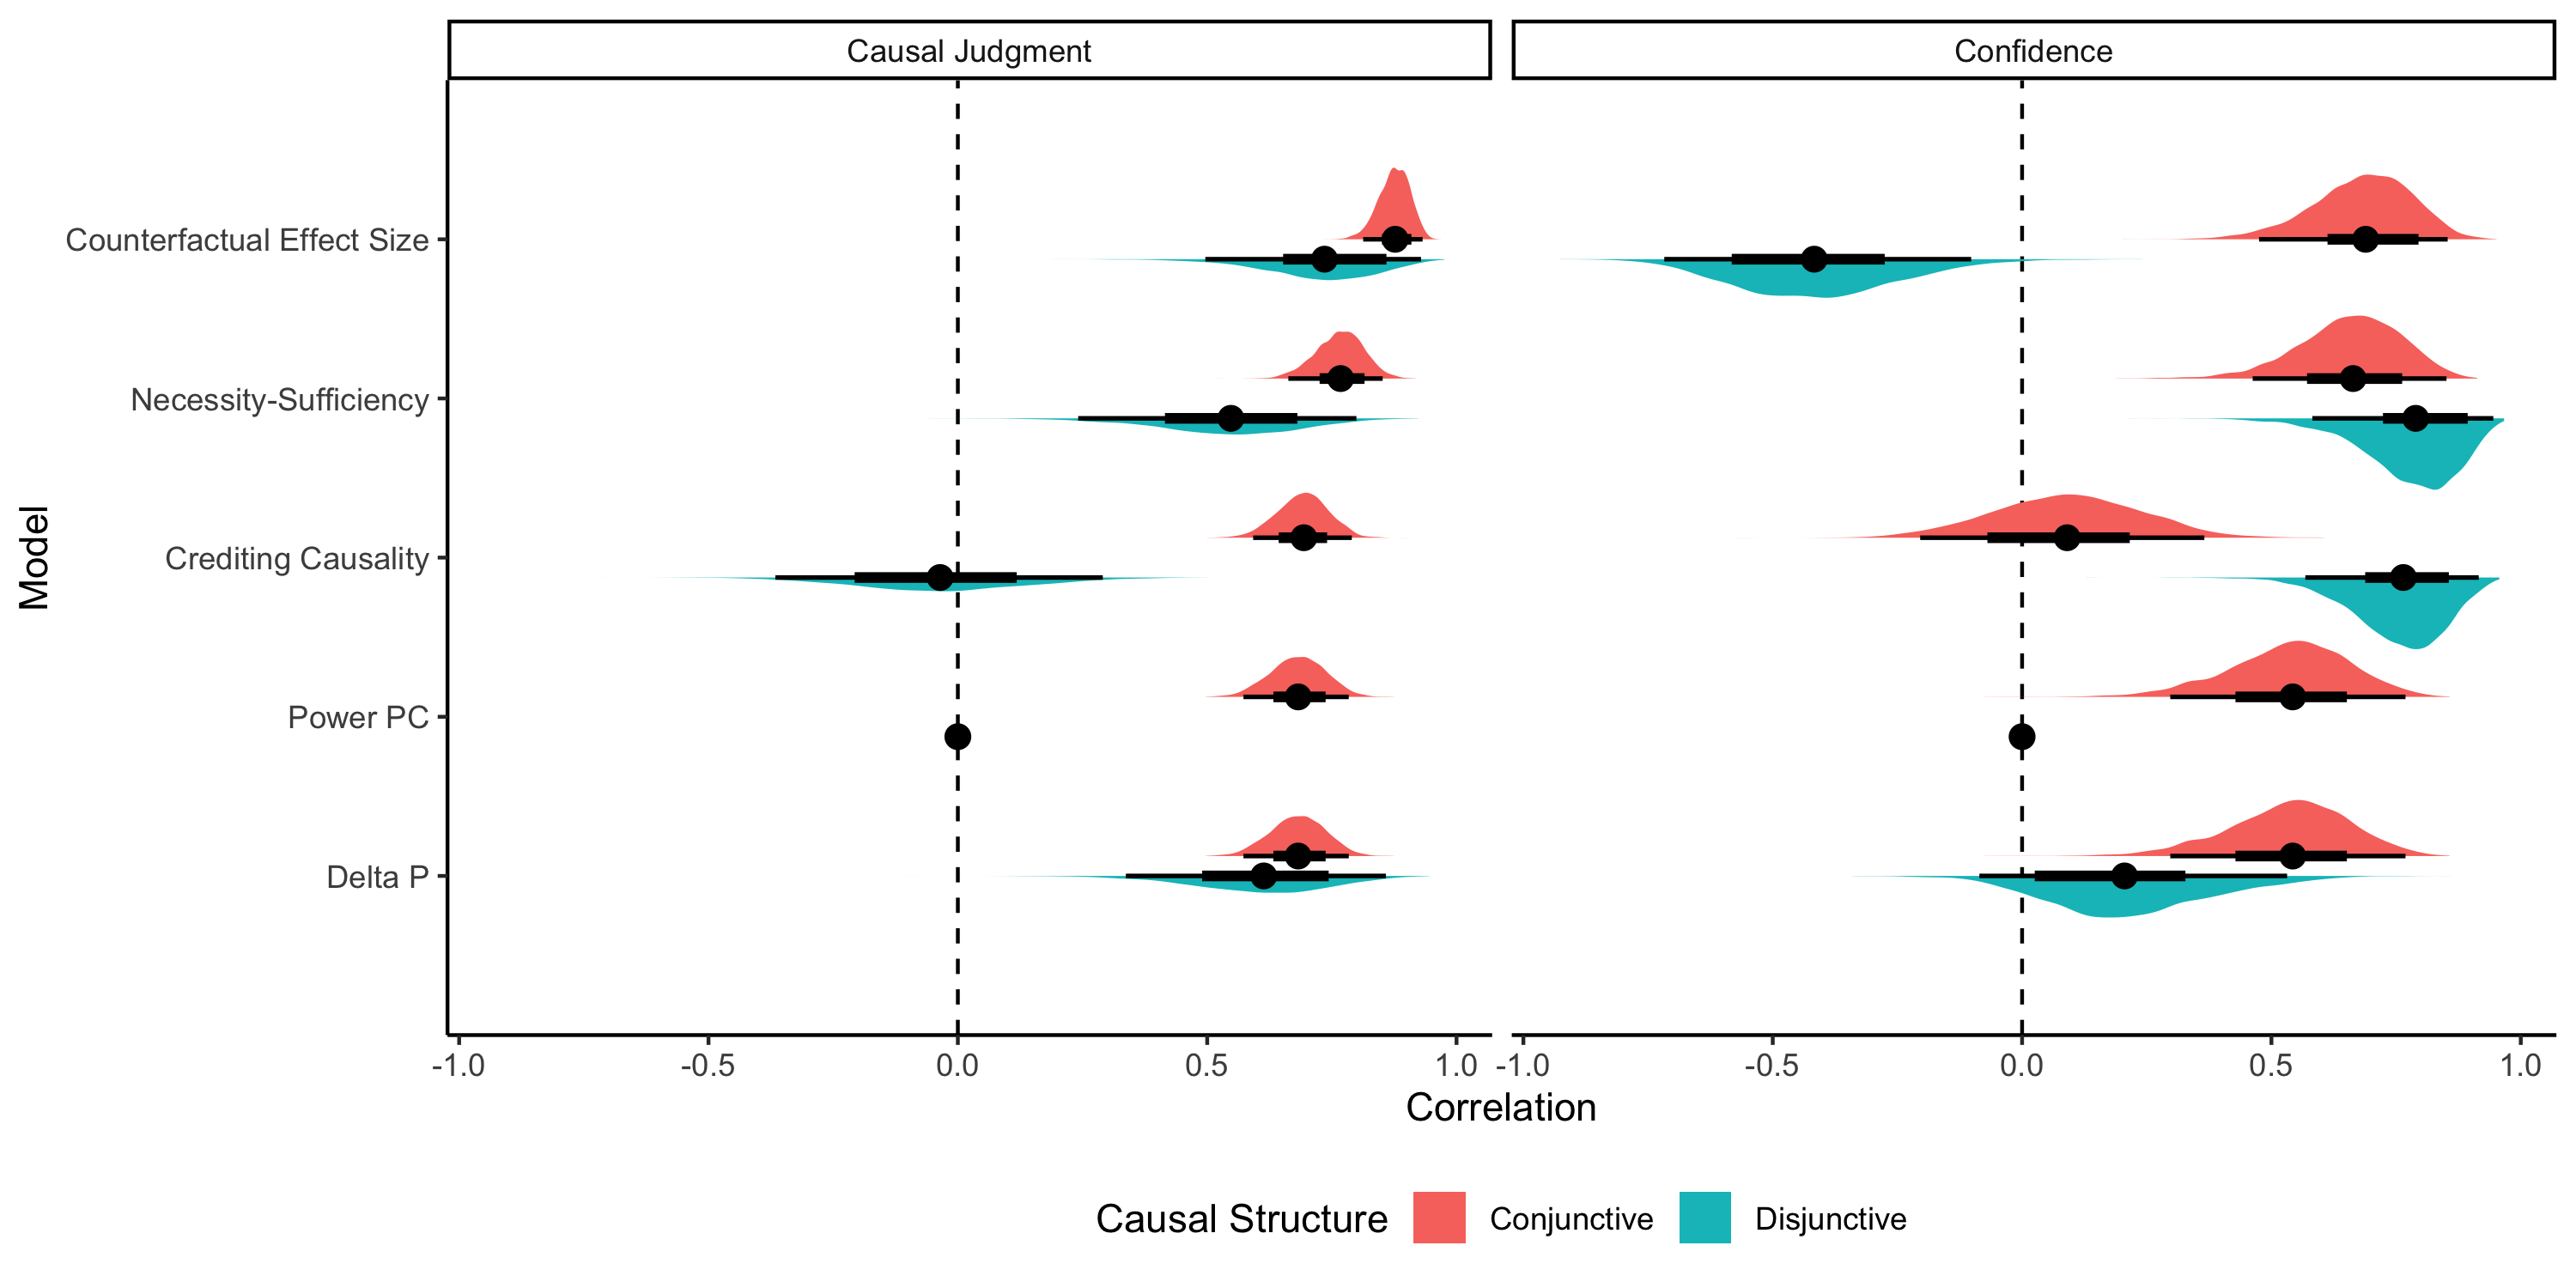 Causal Judgment
Confidence
Model
Counterfactual Effect Size
Necessity-Sufficiency
Crediting Causality
Power PC
Delta P
-1.0 -0.5 0.0 0.5 1.0
-1.0 -0.5 0.0 0.5 1.0
Correlation
Causal Structure Conjunctive Disjunctive